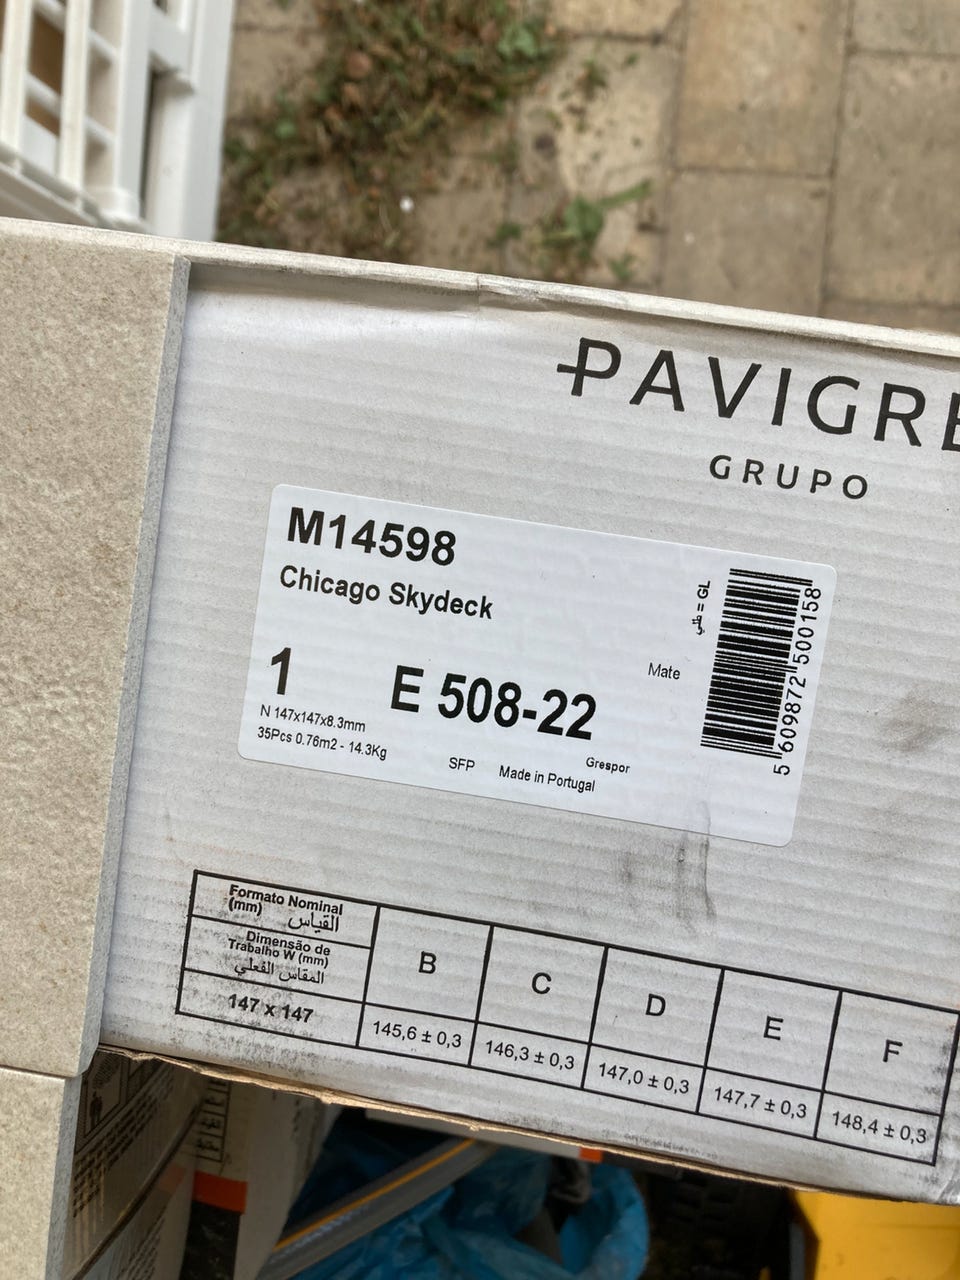 PAVIGRE
GRUPO
M14598
Chicago Skydeck
1 E 508-22
Mate
طلي = GL
5 609872 500158
N 147x147x8.3mm
35Pcs 0.76m2 - 14.3Kg
SFP Made in Portugal
Grespor
Formato Nominal
(mm) القياس
Dimensão de
Trabalho W (mm)
المقاس الفعلي
147 x 147
B C D E F
145,6 ± 0,3 146,3 ± 0,3 147,0 ± 0,3 147,7 ± 0,3 148,4 ± 0,3